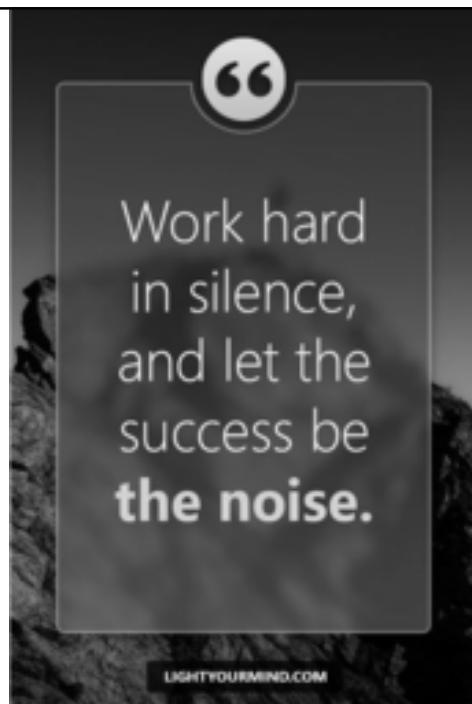 “
Work hard
in silence,
and let the
success be
the noise.
LIGHTYOURMIND.COM